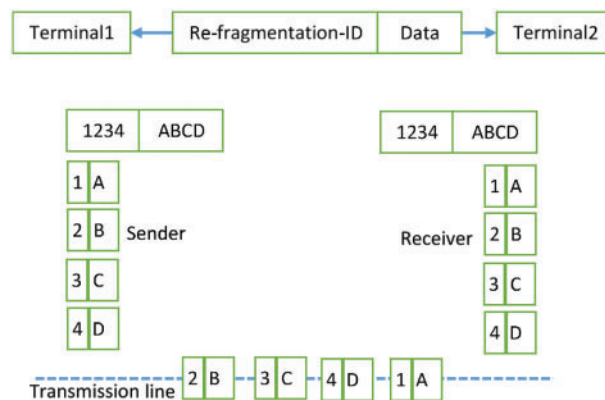 Terminal1 Re-fragmentation-ID Data Terminal2
1234 ABCD 1234 ABCD
1 A 1 A
2 B Sender Receiver 2 B
3 C 3 C
4 D 4 D
2 B 3 C 4 D 1 A
Transmission line